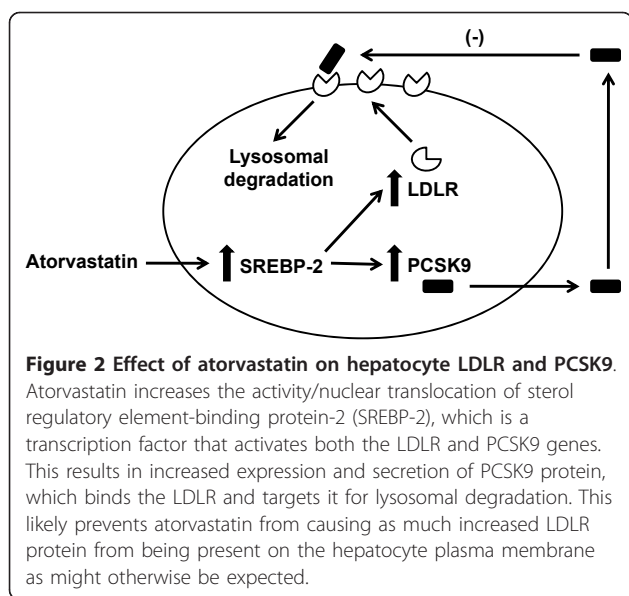 (-)
Lysosomal
degradation
LDLR
Atorvastatin
SREBP-2
PCSK9
Figure 2 Effect of atorvastatin on hepatocyte LDLR and PCSK9.
Atorvastatin increases the activity/nuclear translocation of sterol
regulatory element-binding protein-2 (SREBP-2), which is a
transcription factor that activates both the LDLR and PCSK9 genes.
This results in increased expression and secretion of PCSK9 protein,
which binds the LDLR and targets it for lysosomal degradation. This
likely prevents atorvastatin from causing as much increased LDLR
protein from being present on the hepatocyte plasma membrane
as might otherwise be expected.